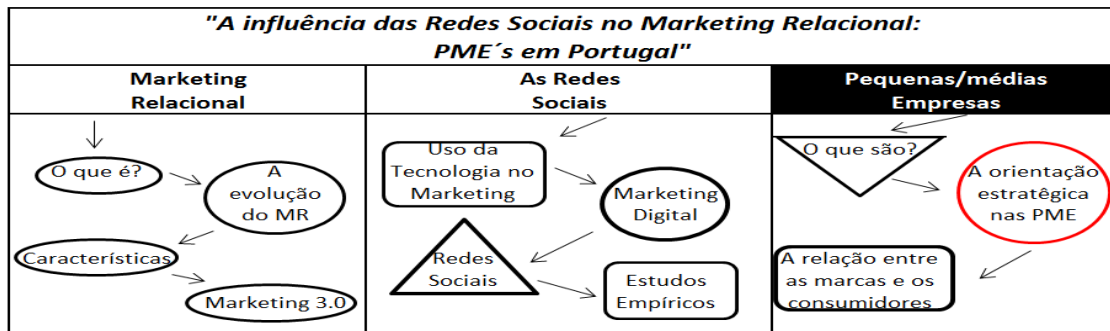 "A influência das Redes Sociais no Marketing Relacional:
PME´s em Portugal"
Marketing
Relacional
O que é?
A
evolução
do MR
Características
Marketing 3.0
As Redes
Sociais
Uso da
Tecnologia no
Marketing
Marketing
Digital
Redes
Sociais
Estudos
Empíricos
Pequenas/médias
Empresas
O que são?
A orientação
estratêgica
nas PME
A relação entre
as marcas e os
consumidores